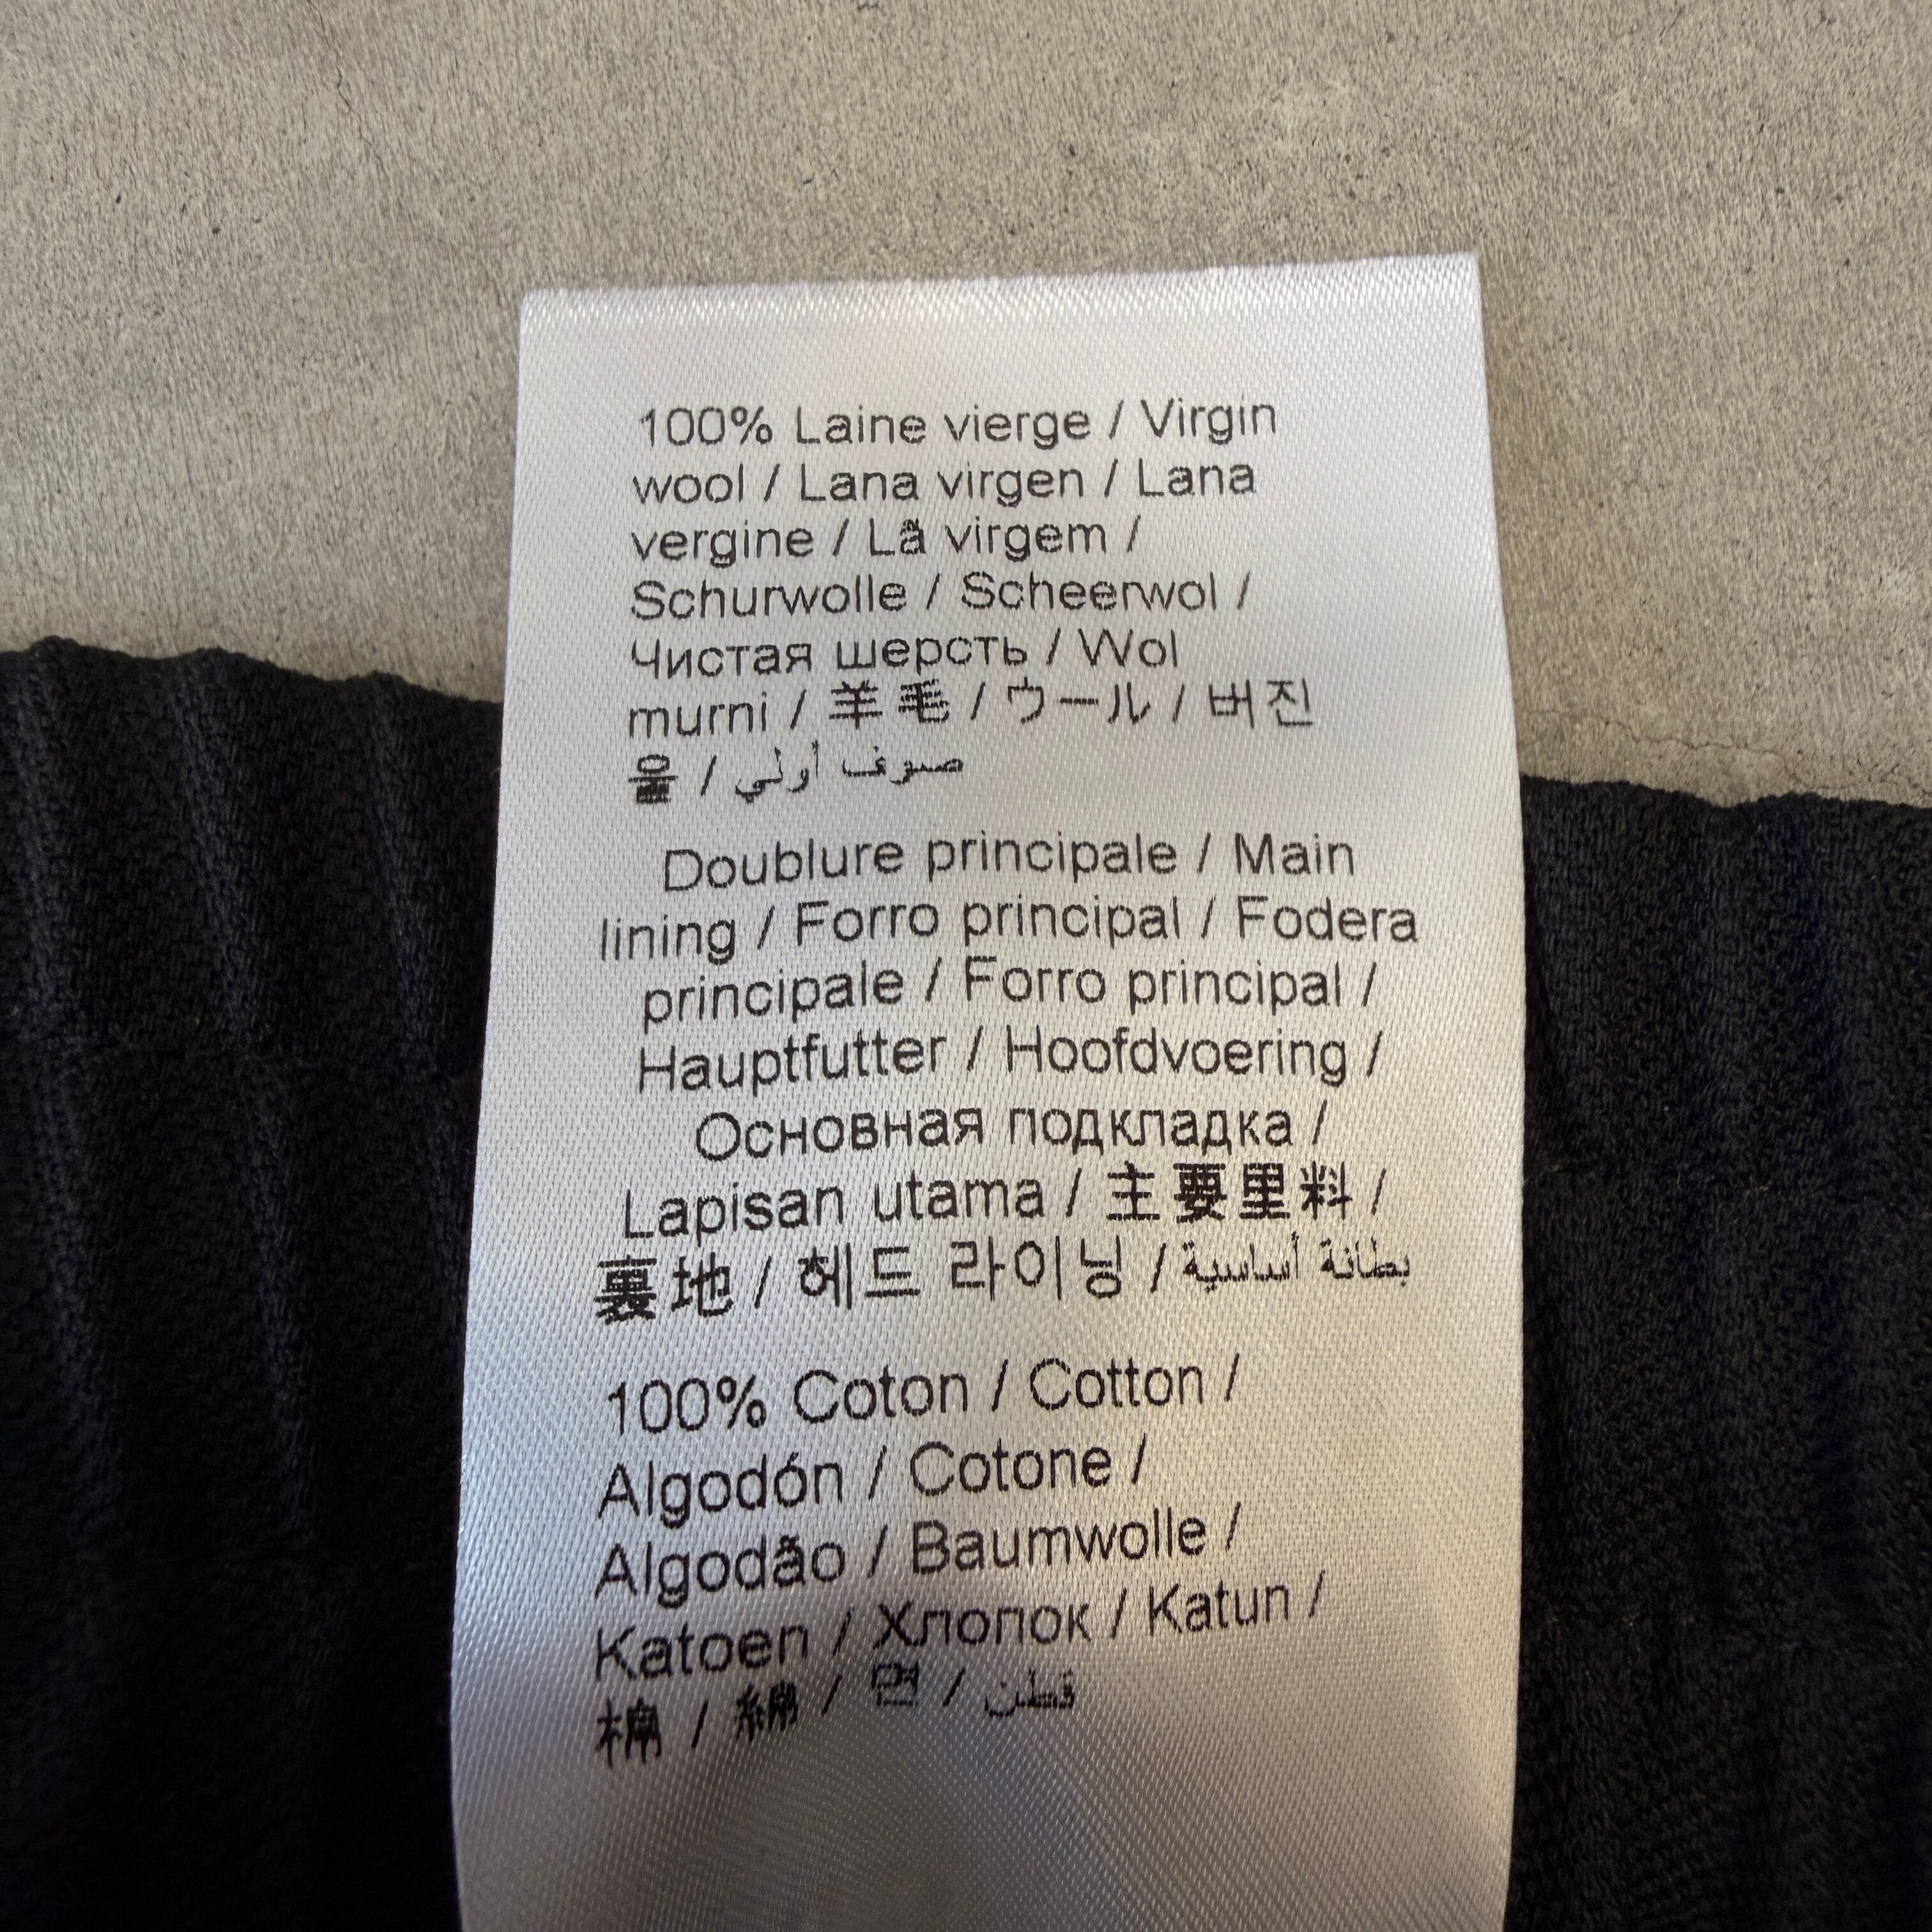 100% Laine vierge / Virgin
wool / Lana virgen / Lana
vergine / Lã virgem /
Schurwolle / Scheerwol /
Чистая шерсть / Wol
murni / 羊毛 / ウール / 버진
울 / صوف أولي
Doublure principale / Main
lining / Forro principal / Fodera
principale / Forro principal /
Hauptfutter / Hoofdvoering /
Основная подкладка /
Lapisan utama / 主要里料 /
裏地 / 헤드 라이닝 / بطانة أساسية
100% Coton / Cotton /
Algodón / Cotone /
Algodão / Baumwolle /
Katoen / Хлопок / Katun /
棉 / 綿 / 면 / قطن